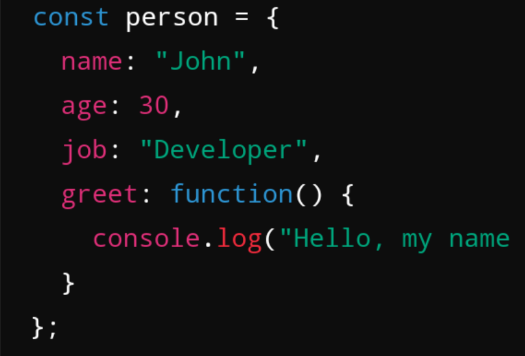 const person = {
  name: "John",
  age: 30,
  job: "Developer",
  greet: function() {
    console.log("Hello, my name
  }
};